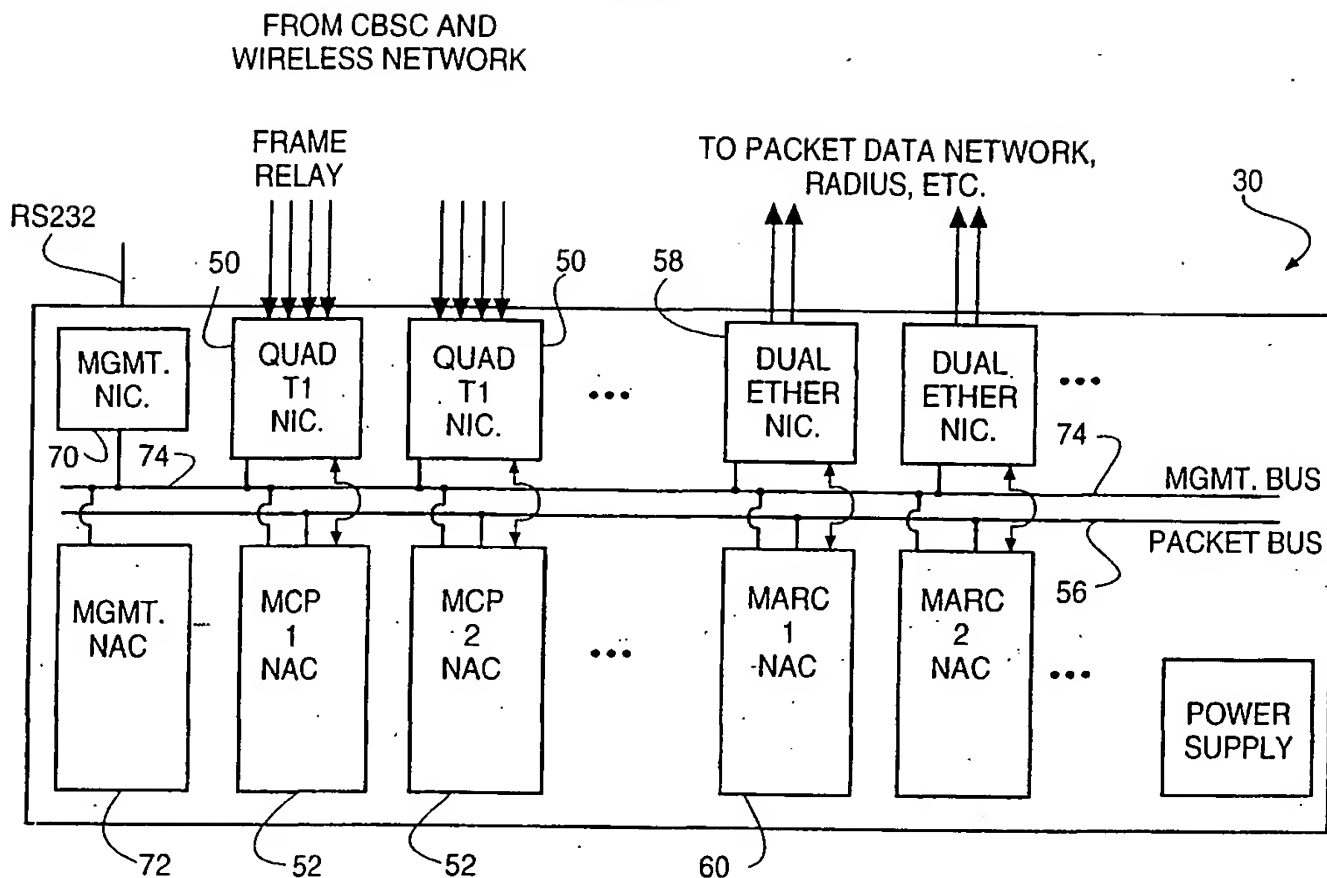 FROM CBSC AND
WIRELESS NETWORK
FRAME
RELAY
TO PACKET DATA NETWORK,
RADIUS, ETC.
30
RS232
50
50
58
MGMT.
NIC.
QUAD
T1
NIC.
QUAD
T1
NIC.
•••
DUAL
ETHER
NIC.
DUAL
ETHER
NIC.
•••
70
74
74
MGMT. BUS
PACKET BUS
56
MGMT.
NAC
MCP
1
NAC
MCP
2
NAC
•••
MARC
1
NAC
MARC
2
NAC
•••
POWER
SUPPLY
72
52
52
60